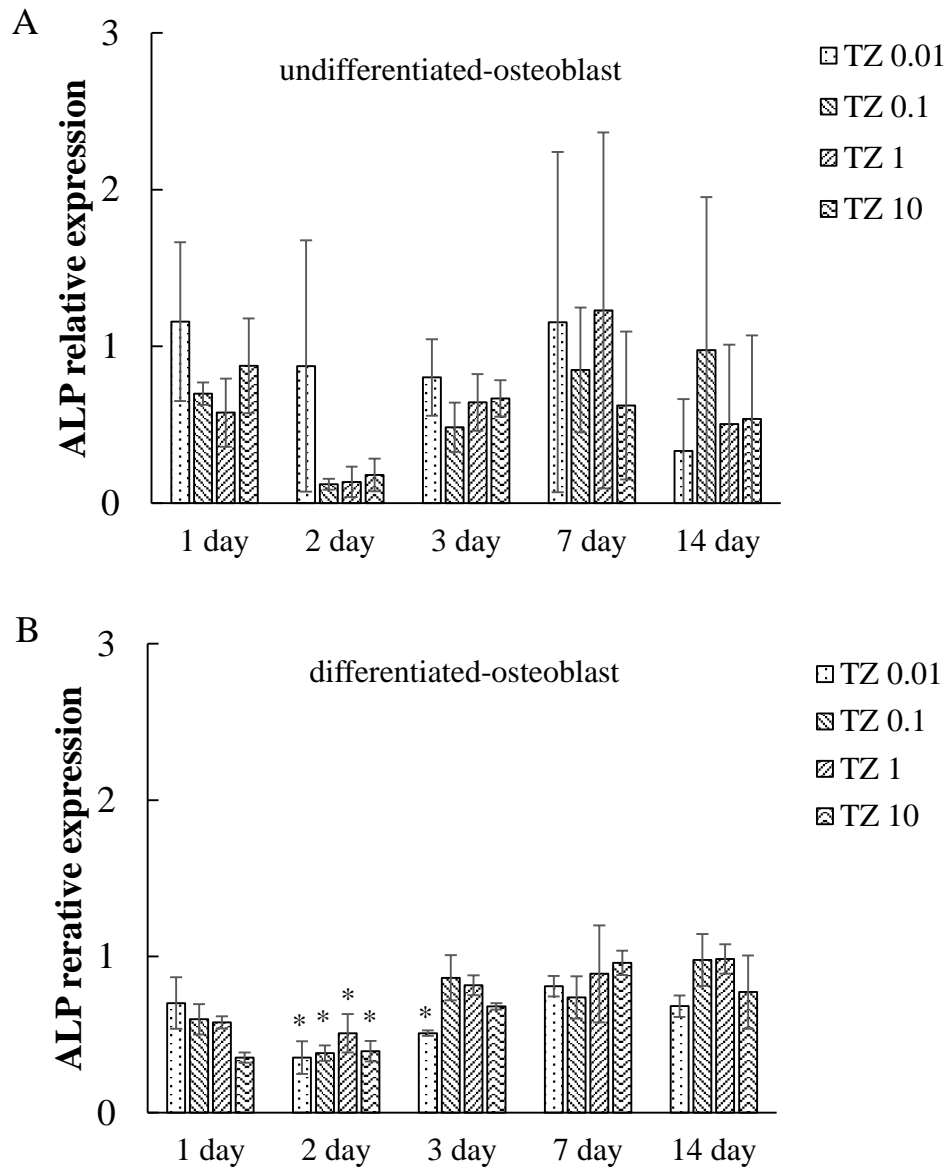 A
3
undifferentiated-osteoblast
TZ 0.01
TZ 0.1
TZ 1
TZ 10
2
1
0
ALP relative expression
1 day
2 day
3 day
7 day
14 day
B
3
differentiated-osteoblast
TZ 0.01
TZ 0.1
TZ 1
TZ 10
2
1
0
ALP rerative expression
* * * * *
1 day
2 day
3 day
7 day
14 day